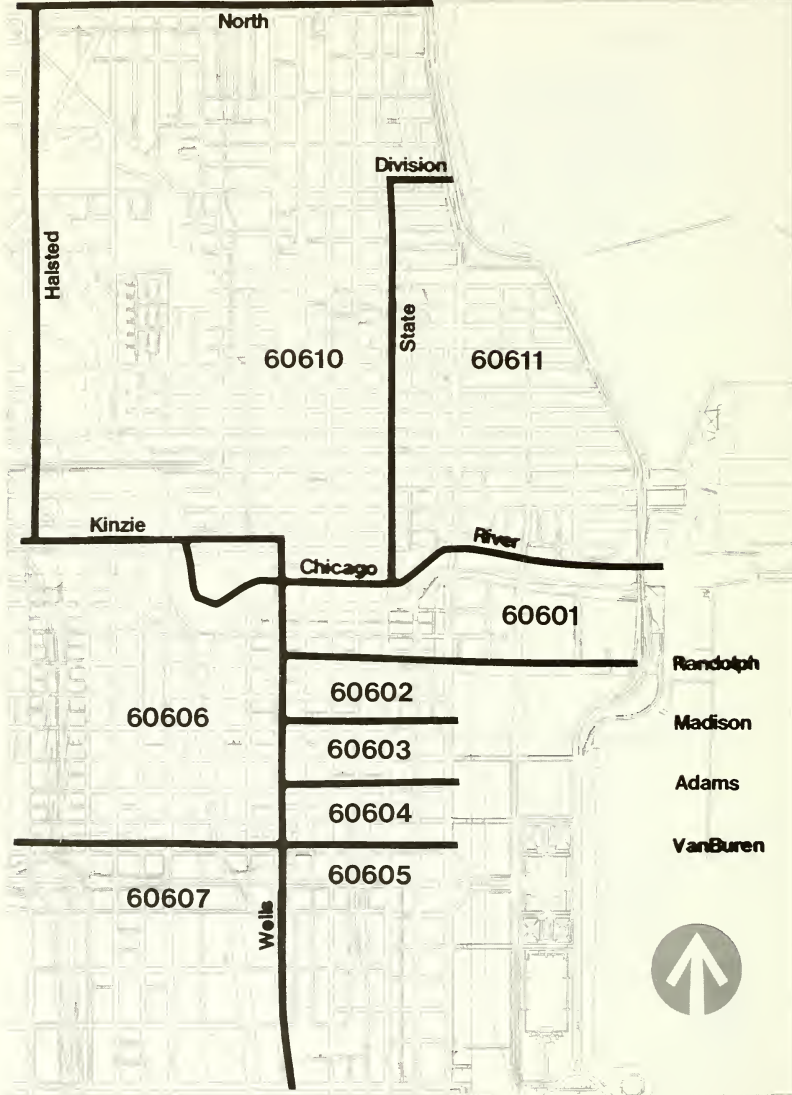 North
Division
Halsted
State
60610
60611
Kinzie
River
Chicago
60601
Randolph
60602
60606
Madison
60603
Adams
60604
VanBuren
60605
60607
Wells